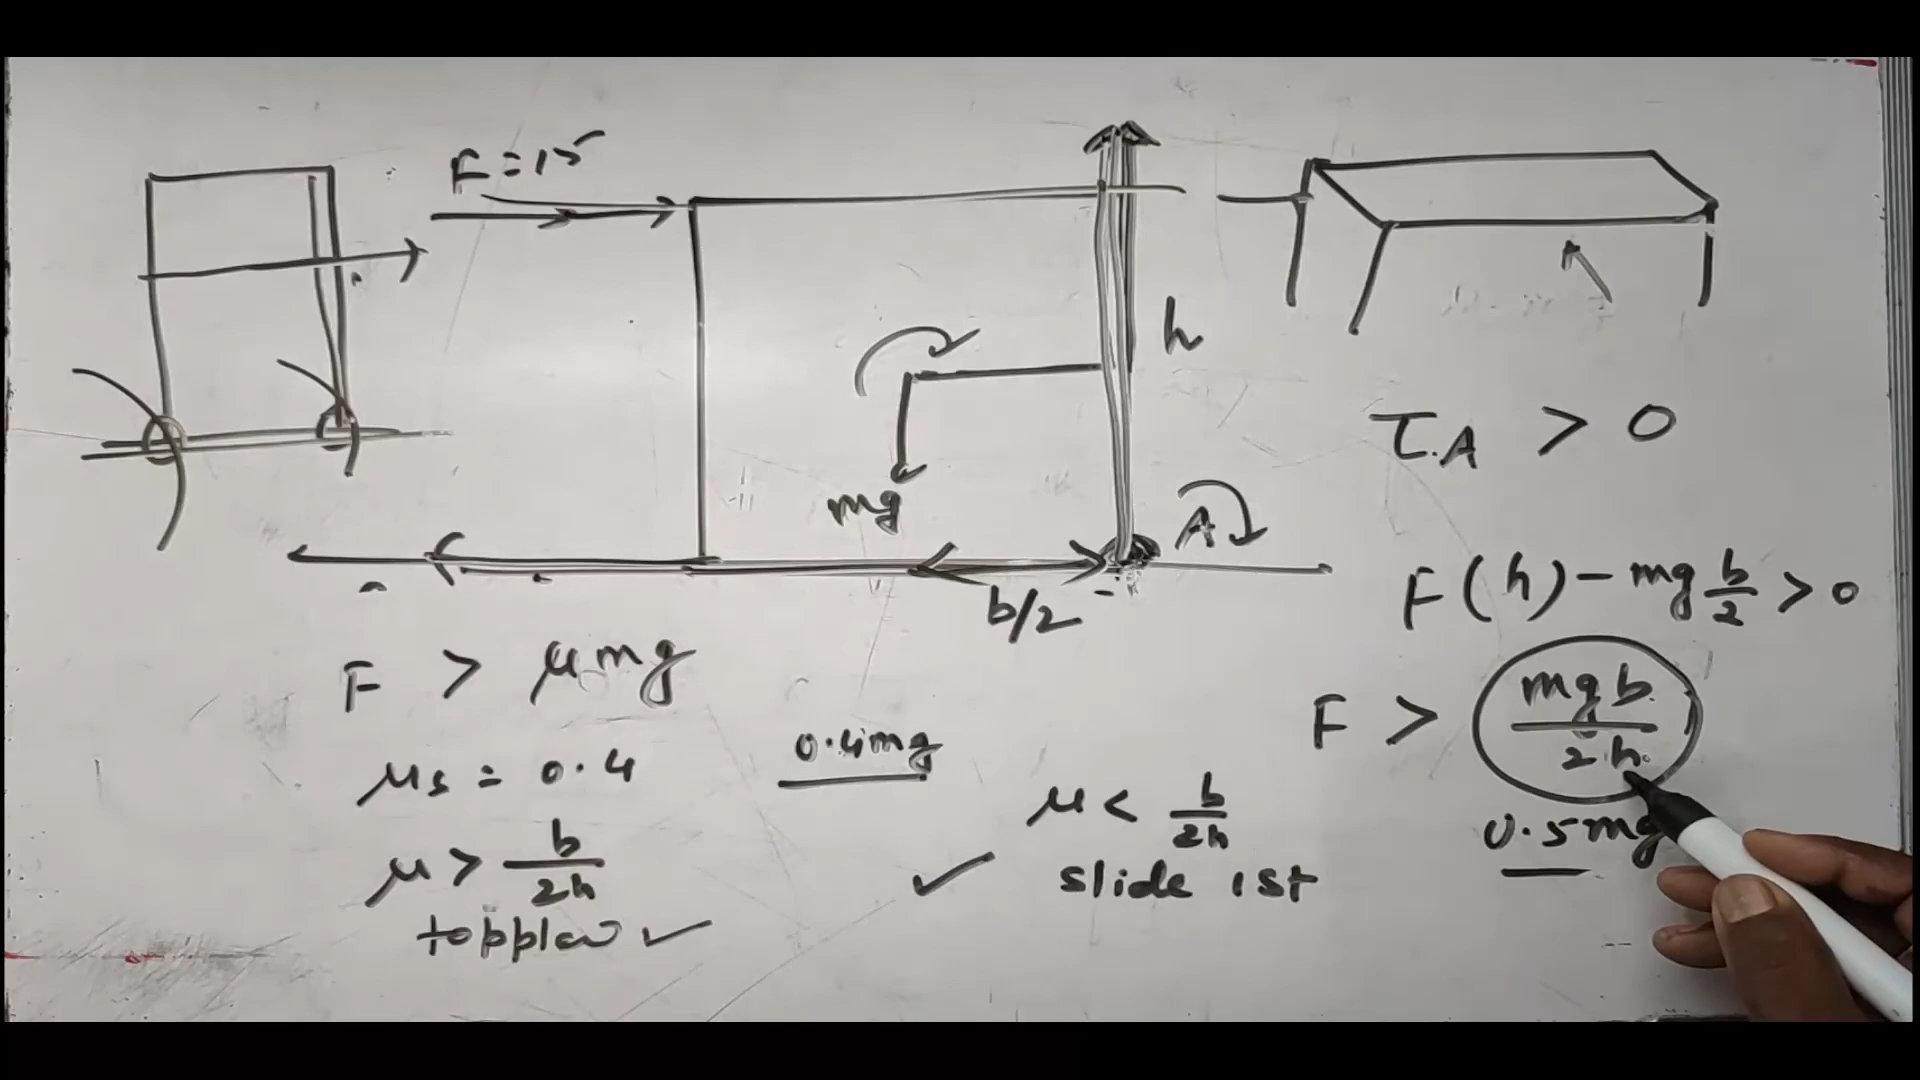 F = 15
h
mg
A
b/2
τ.A > 0
F(h) - mg b/2 > 0
F > μmg
F > mgb/2h
μs = 0.4
0.4mg
0.5mg
μ > b/2h
μ < b/2h
topple ✓
✓ slide 1st